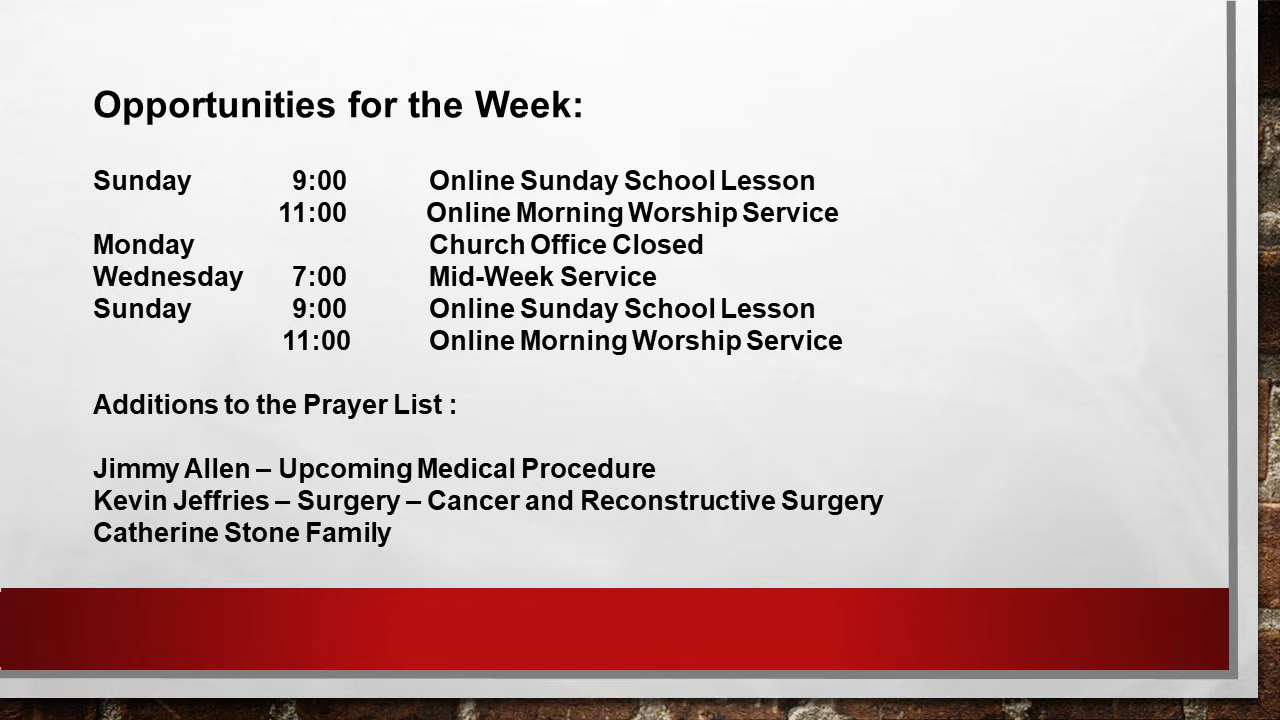 Opportunities for the Week:
Sunday 9:00 Online Sunday School Lesson
11:00 Online Morning Worship Service
Monday Church Office Closed
Wednesday 7:00 Mid-Week Service
Sunday 9:00 Online Sunday School Lesson
11:00 Online Morning Worship Service
Additions to the Prayer List :
Jimmy Allen – Upcoming Medical Procedure
Kevin Jeffries – Surgery – Cancer and Reconstructive Surgery
Catherine Stone Family